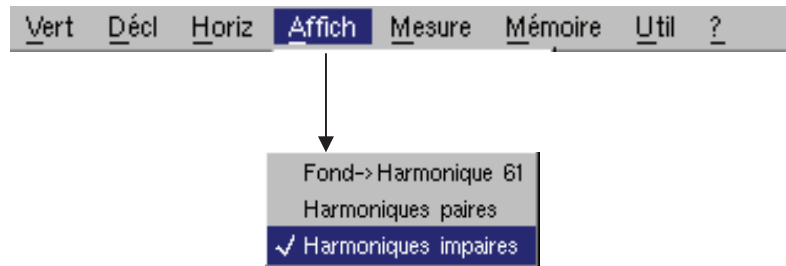 Vert Décl Horiz Affich Mesure Mémoire Util ?
Fond->Harmonique 61
Harmoniques paires
✓ Harmoniques impaires